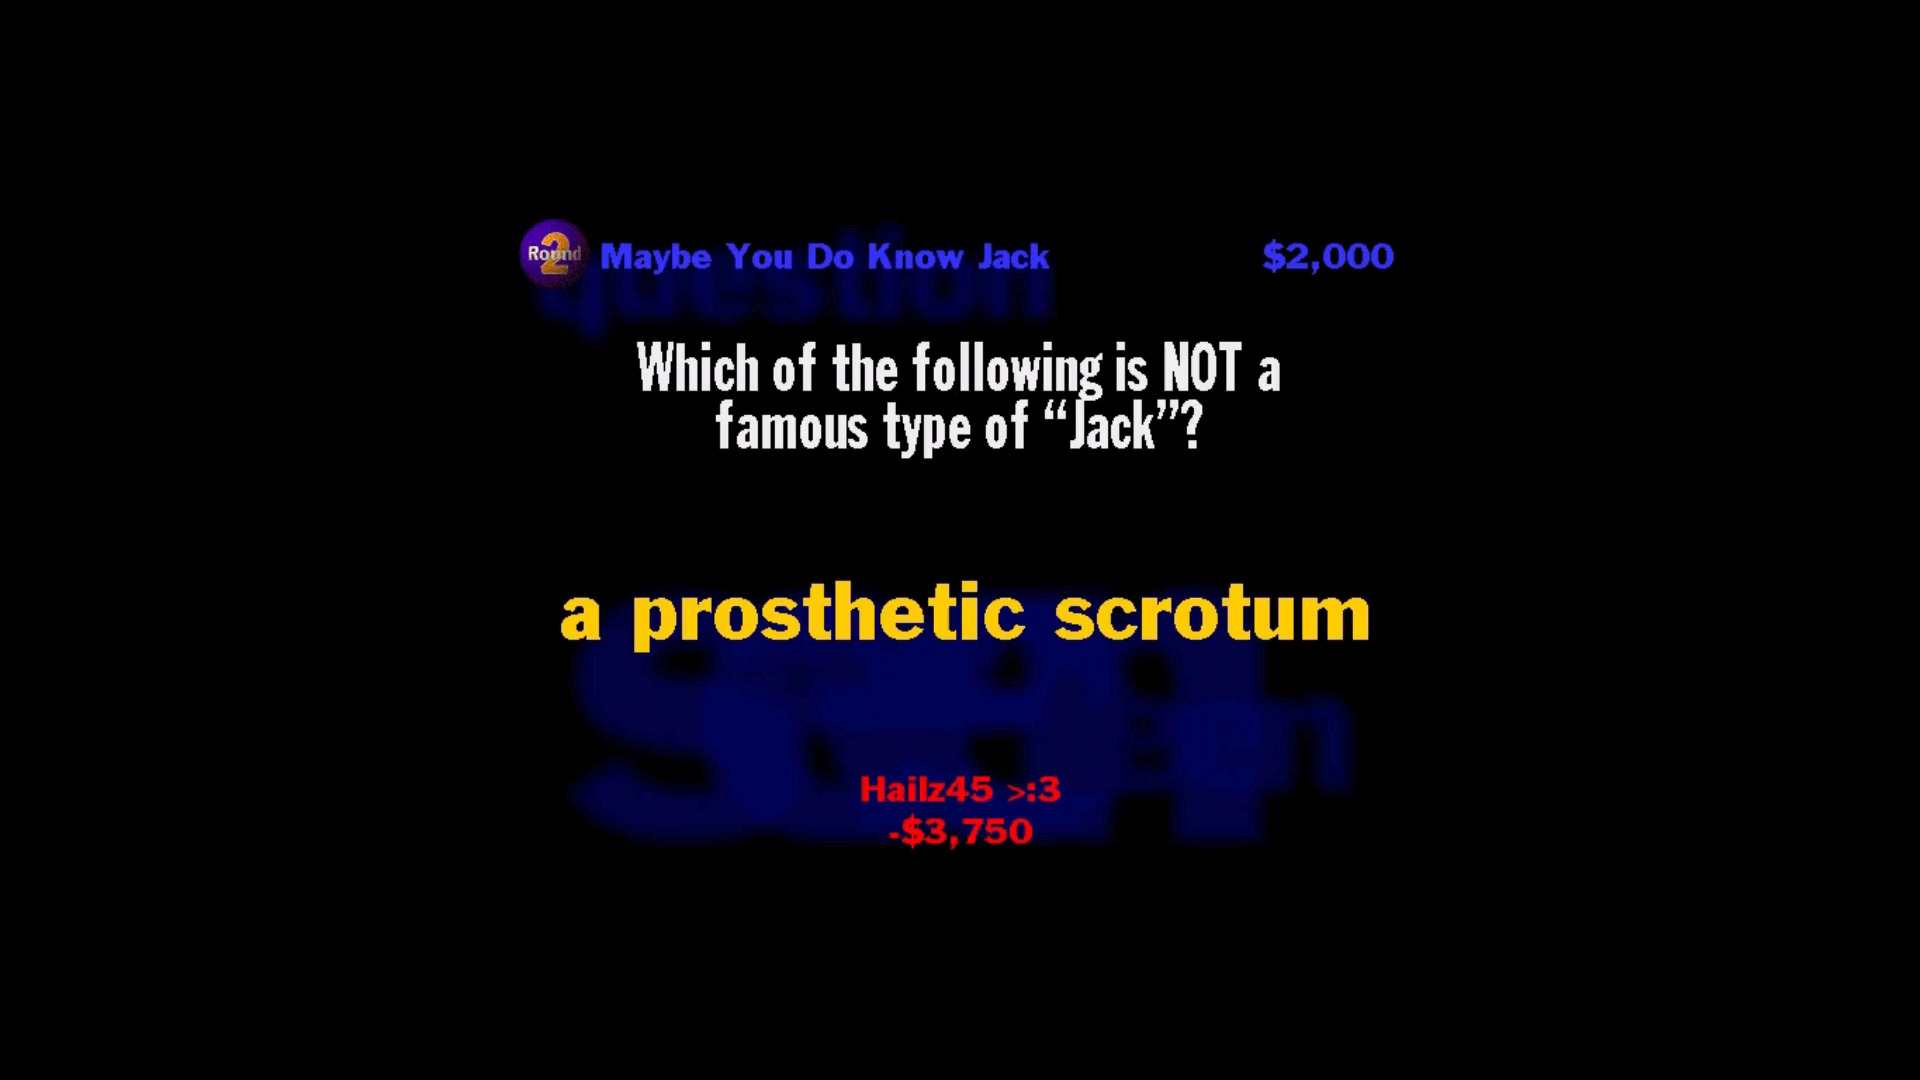 Round 2 Maybe You Do Know Jack $2,000
question
Which of the following is NOT a
famous type of “Jack”?
a prosthetic scrotum
Hailz45 >:3
-$3,750